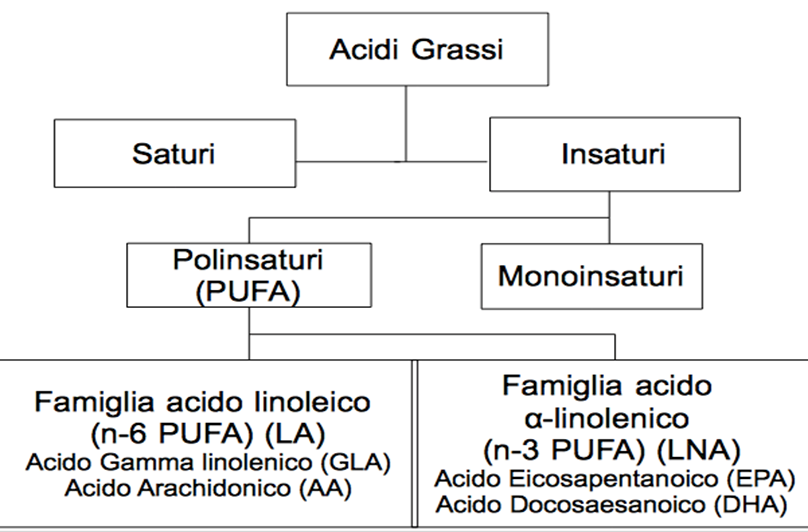 Acidi Grassi
Saturi
Insaturi
Polinsaturi
(PUFA)
Monoinsaturi
Famiglia acido linoleico
(n-6 PUFA) (LA)
Acido Gamma linolenico (GLA)
Acido Arachidonico (AA)
Famiglia acido
α-linolenico
(n-3 PUFA) (LNA)
Acido Eicosapentanoico (EPA)
Acido Docosaesanoico (DHA)